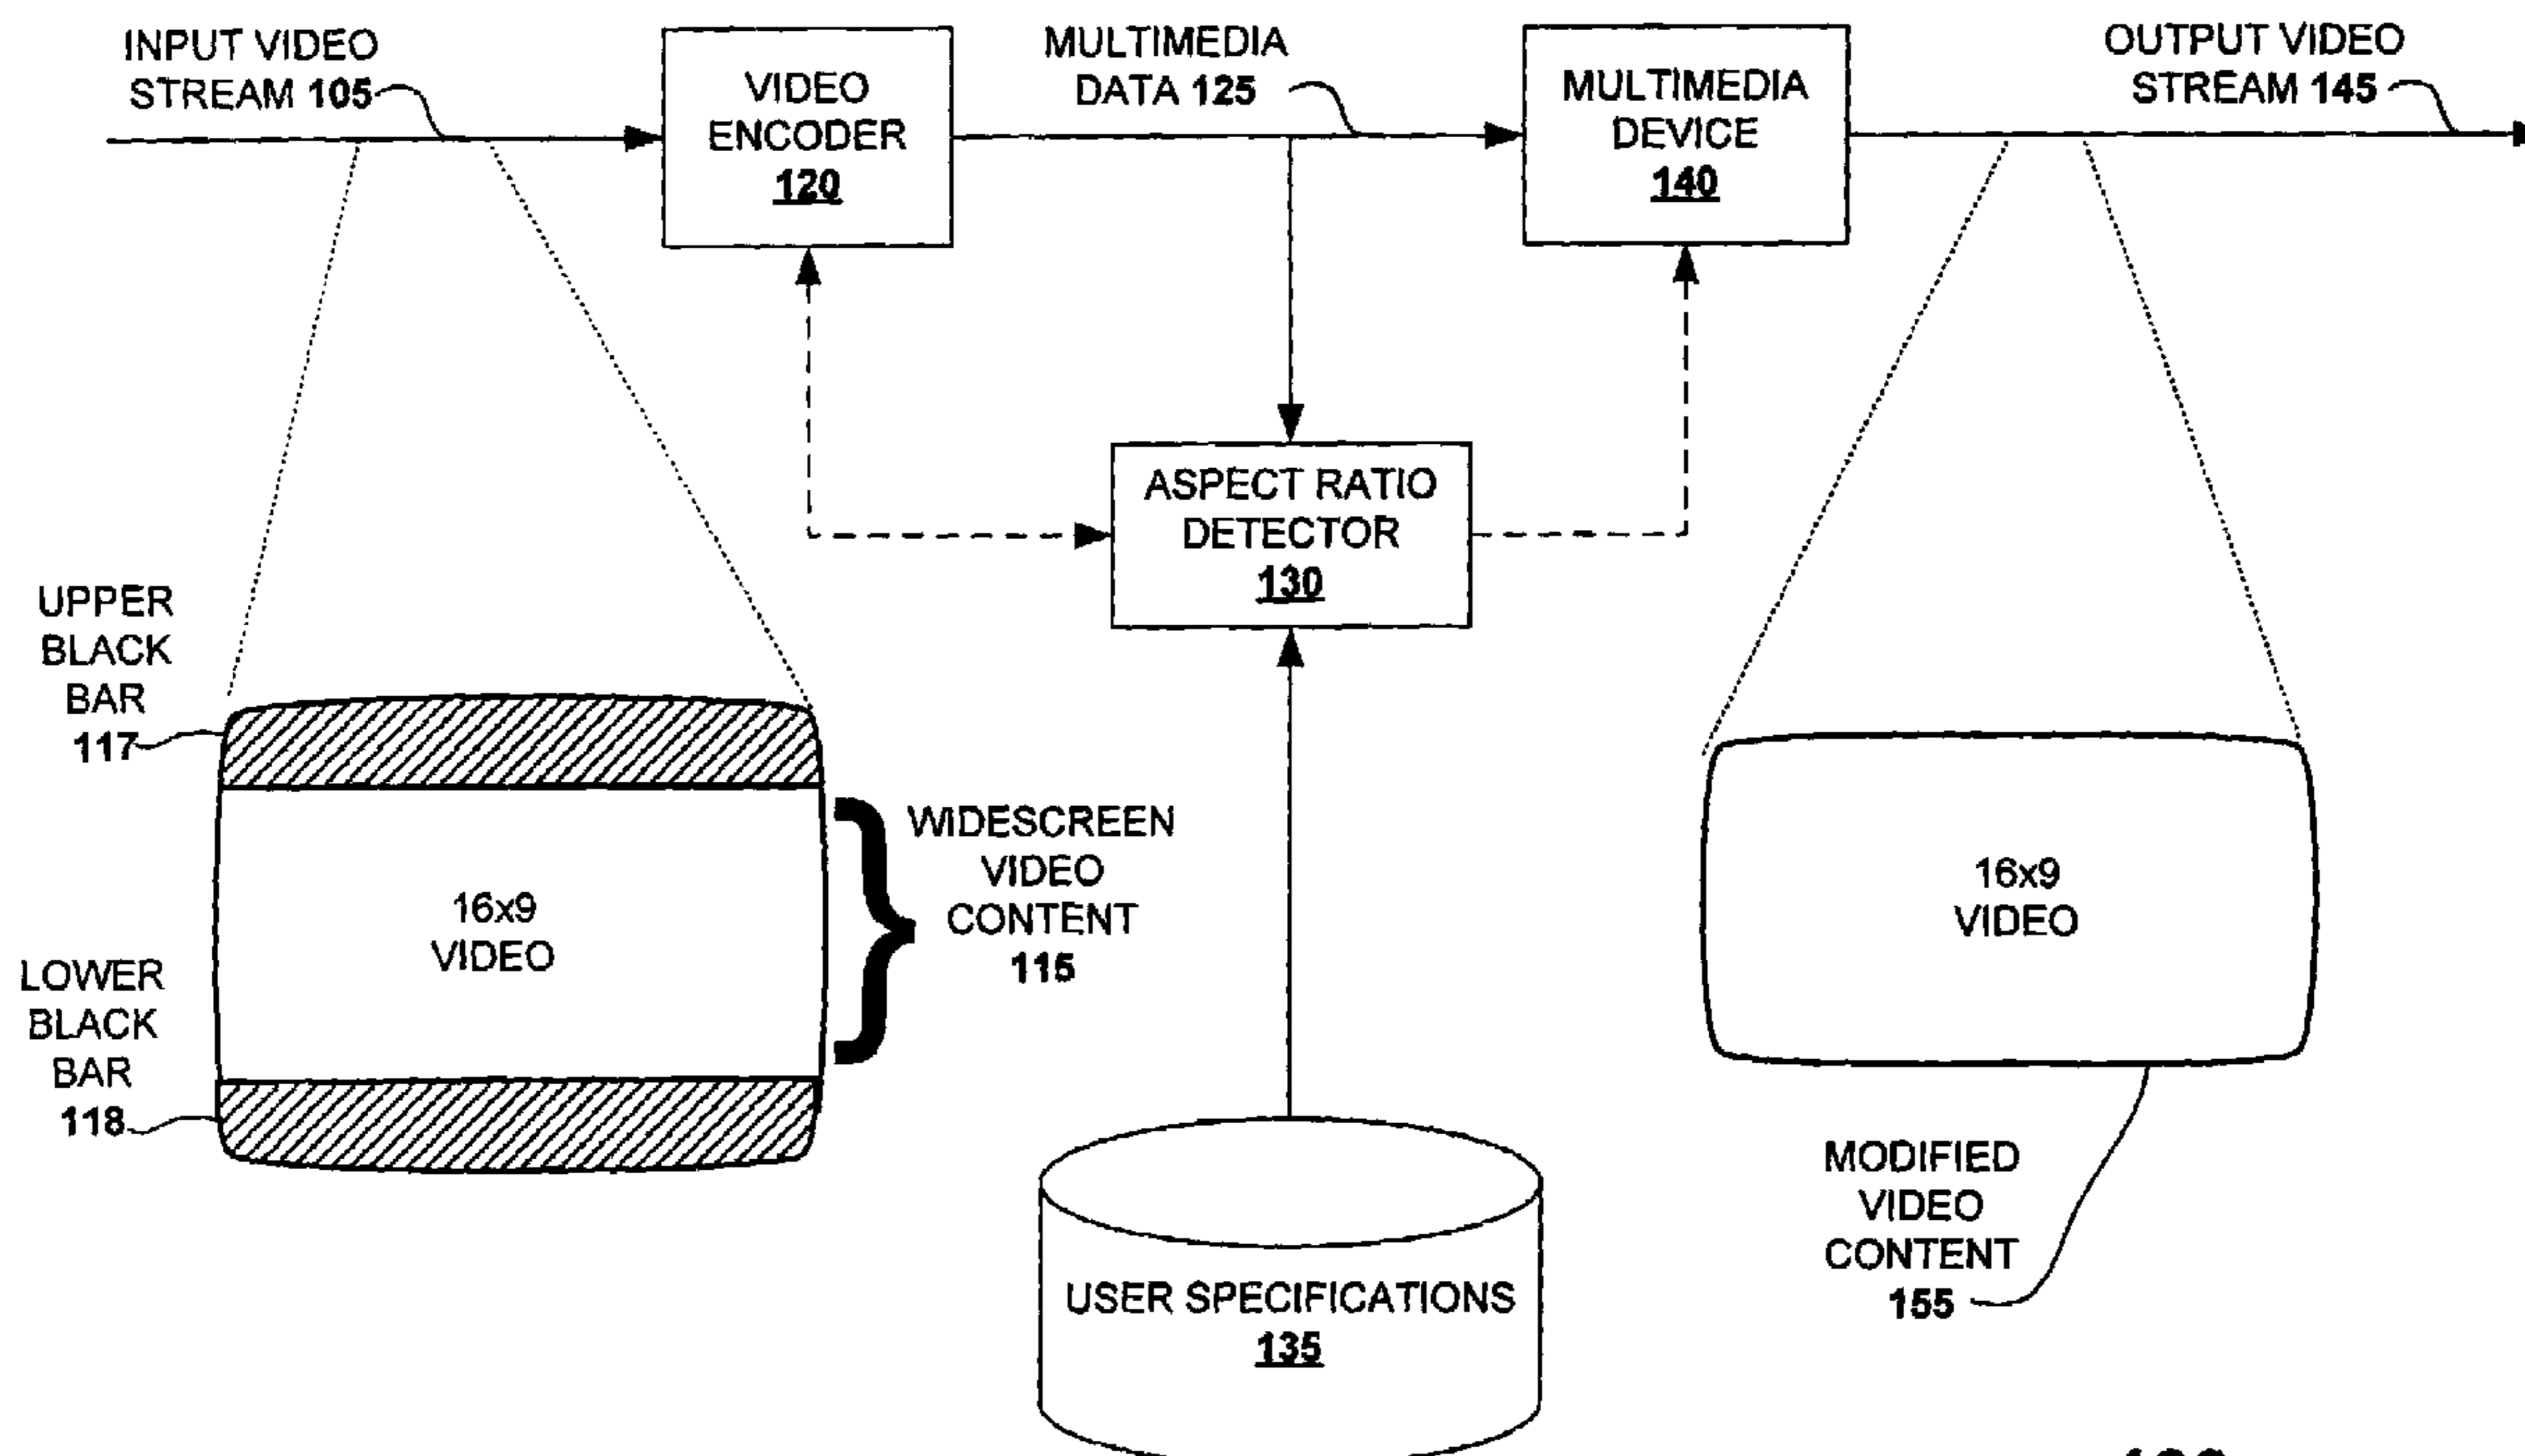 INPUT VIDEO
STREAM 105
VIDEO
ENCODER
120
MULTIMEDIA
DATA 125
MULTIMEDIA
DEVICE
140
OUTPUT VIDEO
STREAM 145
ASPECT RATIO
DETECTOR
130
UPPER
BLACK
BAR
117
16x9
VIDEO
LOWER
BLACK
BAR
118
WIDESCREEN
VIDEO
CONTENT
115
16x9
VIDEO
MODIFIED
VIDEO
CONTENT
155
USER SPECIFICATIONS
135